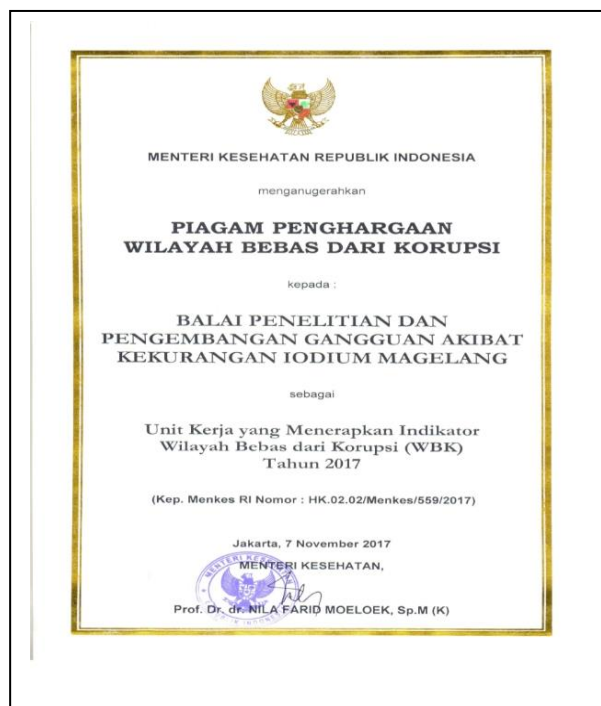 MENTERI KESEHATAN REPUBLIK INDONESIA
menganugerahkan
PIAGAM PENGHARGAAN
WILAYAH BEBAS DARI KORUPSI
kepada :
BALAI PENELITIAN DAN
PENGEMBANGAN GANGGUAN AKIBAT
KEKURANGAN IODIUM MAGELANG
sebagai
Unit Kerja yang Menerapkan Indikator
Wilayah Bebas dari Korupsi (WBK)
Tahun 2017
(Kep. Menkes RI Nomor : HK.02.02/Menkes/559/2017)
Jakarta, 7 November 2017
MENTERI KESEHATAN,
Prof. Dr. dr. NILA FARID MOELOEK, Sp.M (K)